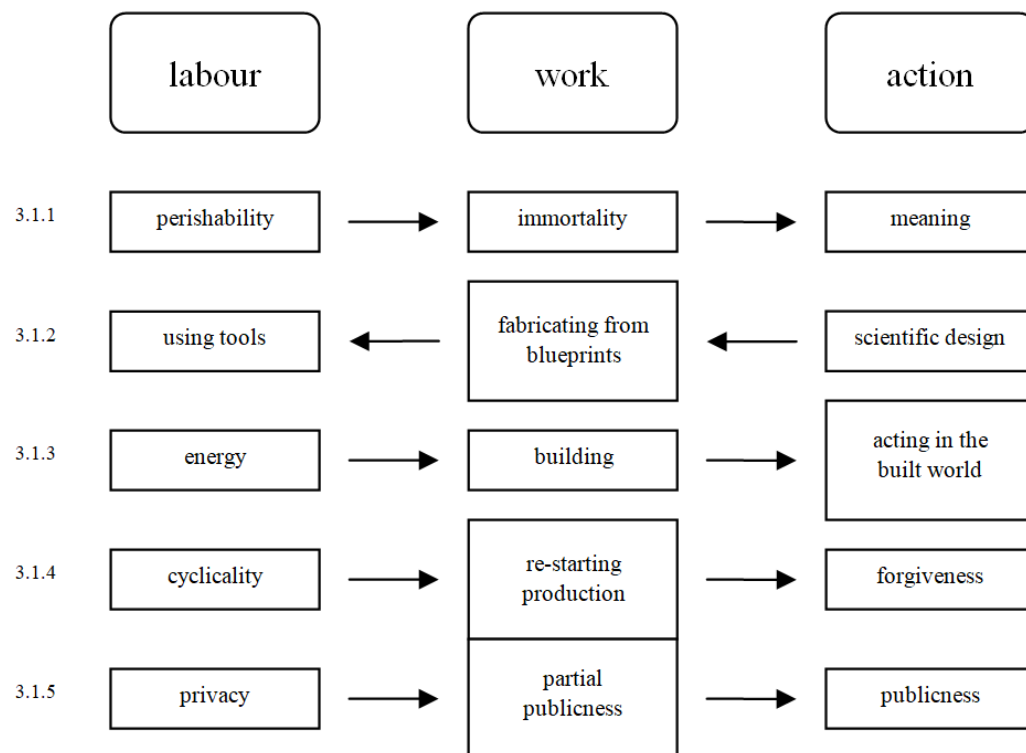 labour work action
3.1.1 perishability immortality meaning
3.1.2 using tools fabricating from
blueprints scientific design
3.1.3 energy building acting in the
built world
3.1.4 cyclicality re-starting
production forgiveness
3.1.5 privacy partial
publicness publicness